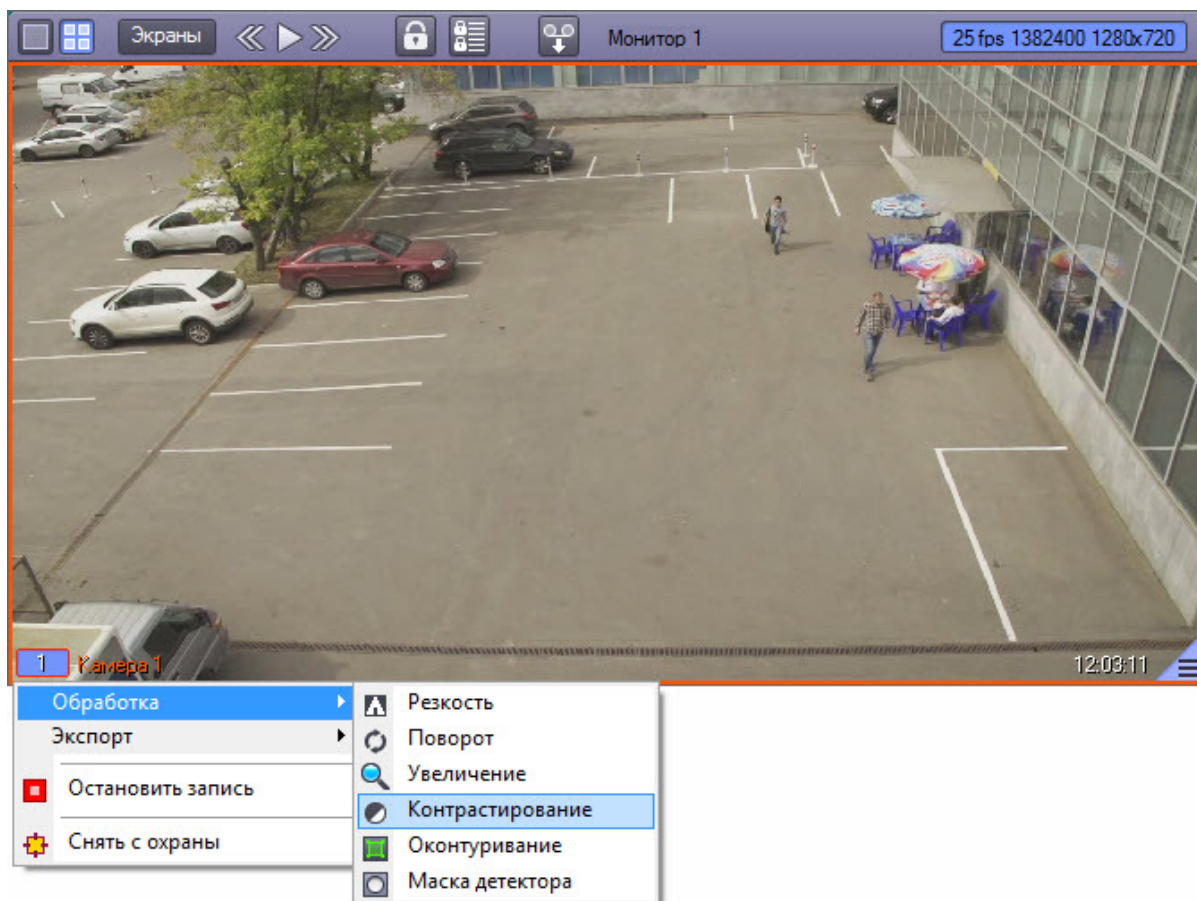 Экраны
Монитор 1
25 fps 1382400 1280x720
1
Камера 1
12:03:11
Обработка
Экспорт
Остановить запись
Снять с охраны
Резкость
Поворот
Увеличение
Контрастирование
Оконтуривание
Маска детектора